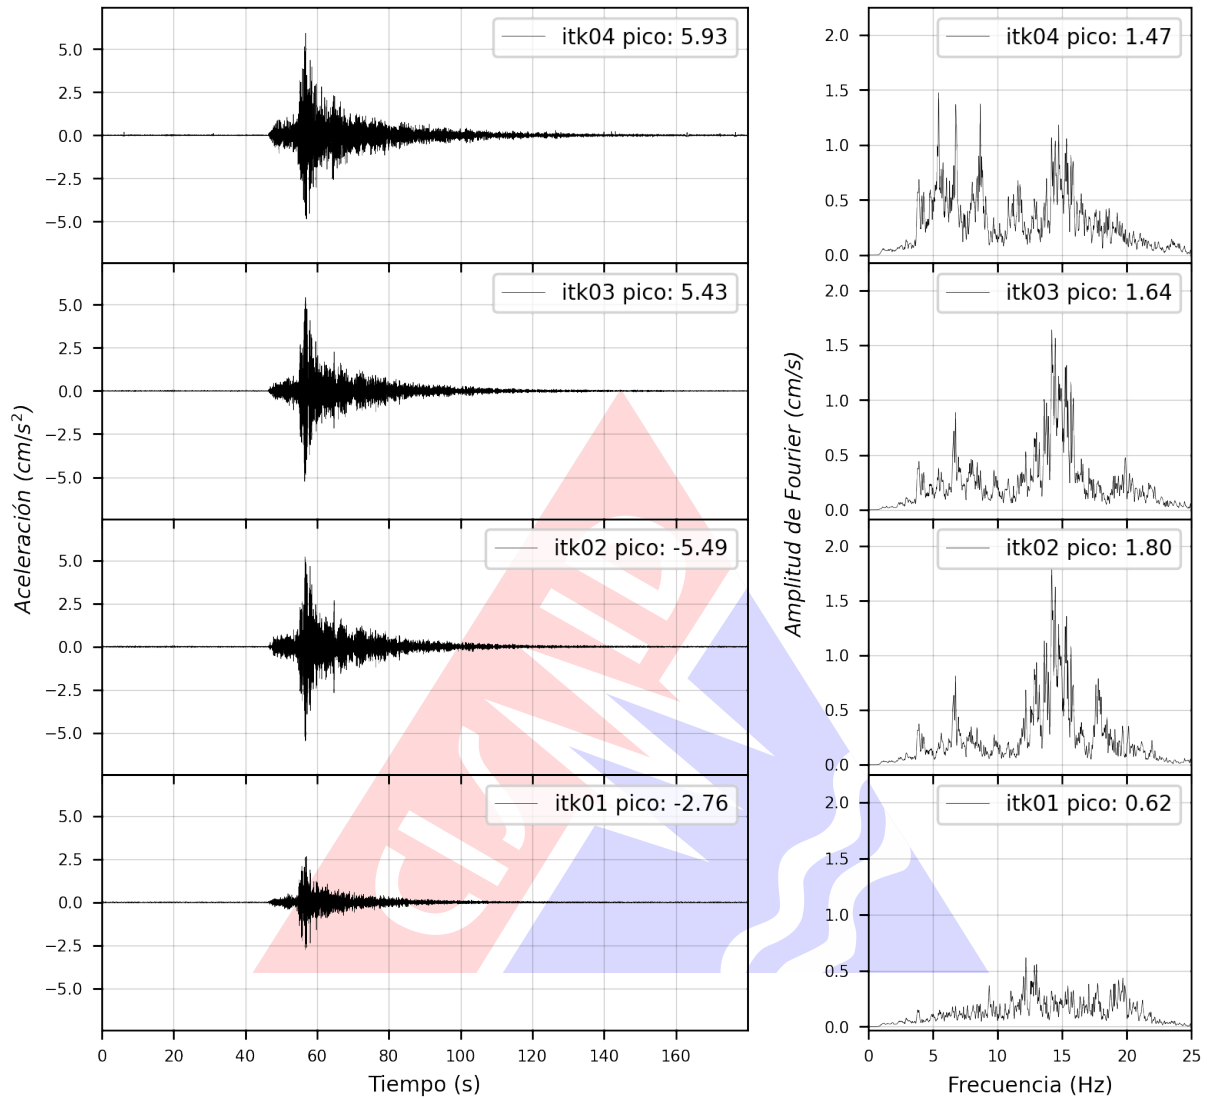 itk04 pico: 5.93
5.0
2.5
0.0
−2.5
−5.0
itk03 pico: 5.43
5.0
2.5
0.0
−2.5
−5.0
itk02 pico: -5.49
5.0
2.5
0.0
−2.5
−5.0
itk01 pico: -2.76
5.0
2.5
0.0
−2.5
−5.0
0 20 40 60 80 100 120 140 160
Tiempo (s)
Aceleración (cm/s²)
itk04 pico: 1.47
2.0
1.5
1.0
0.5
0.0
itk03 pico: 1.64
2.0
1.5
1.0
0.5
0.0
itk02 pico: 1.80
2.0
1.5
1.0
0.5
0.0
itk01 pico: 0.62
2.0
1.5
1.0
0.5
0.0
0 5 10 15 20 25
Frecuencia (Hz)
Amplitud de Fourier (cm/s)
CISMID